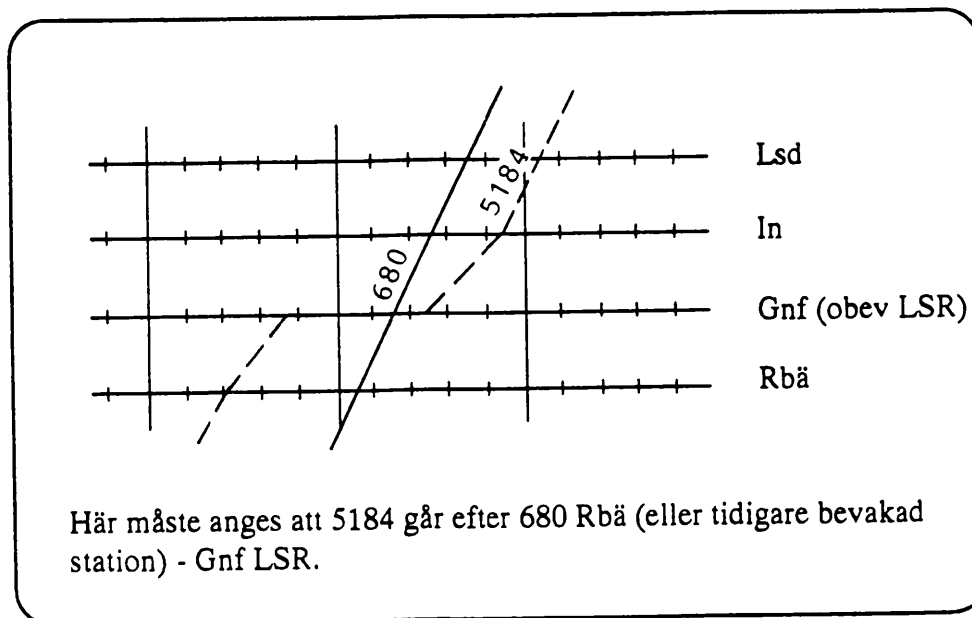 Lsd
5184
In
680
Gnf (obev LSR)
Rbä
Här måste anges att 5184 går efter 680 Rbä (eller tidigare bevakad
station) - Gnf LSR.